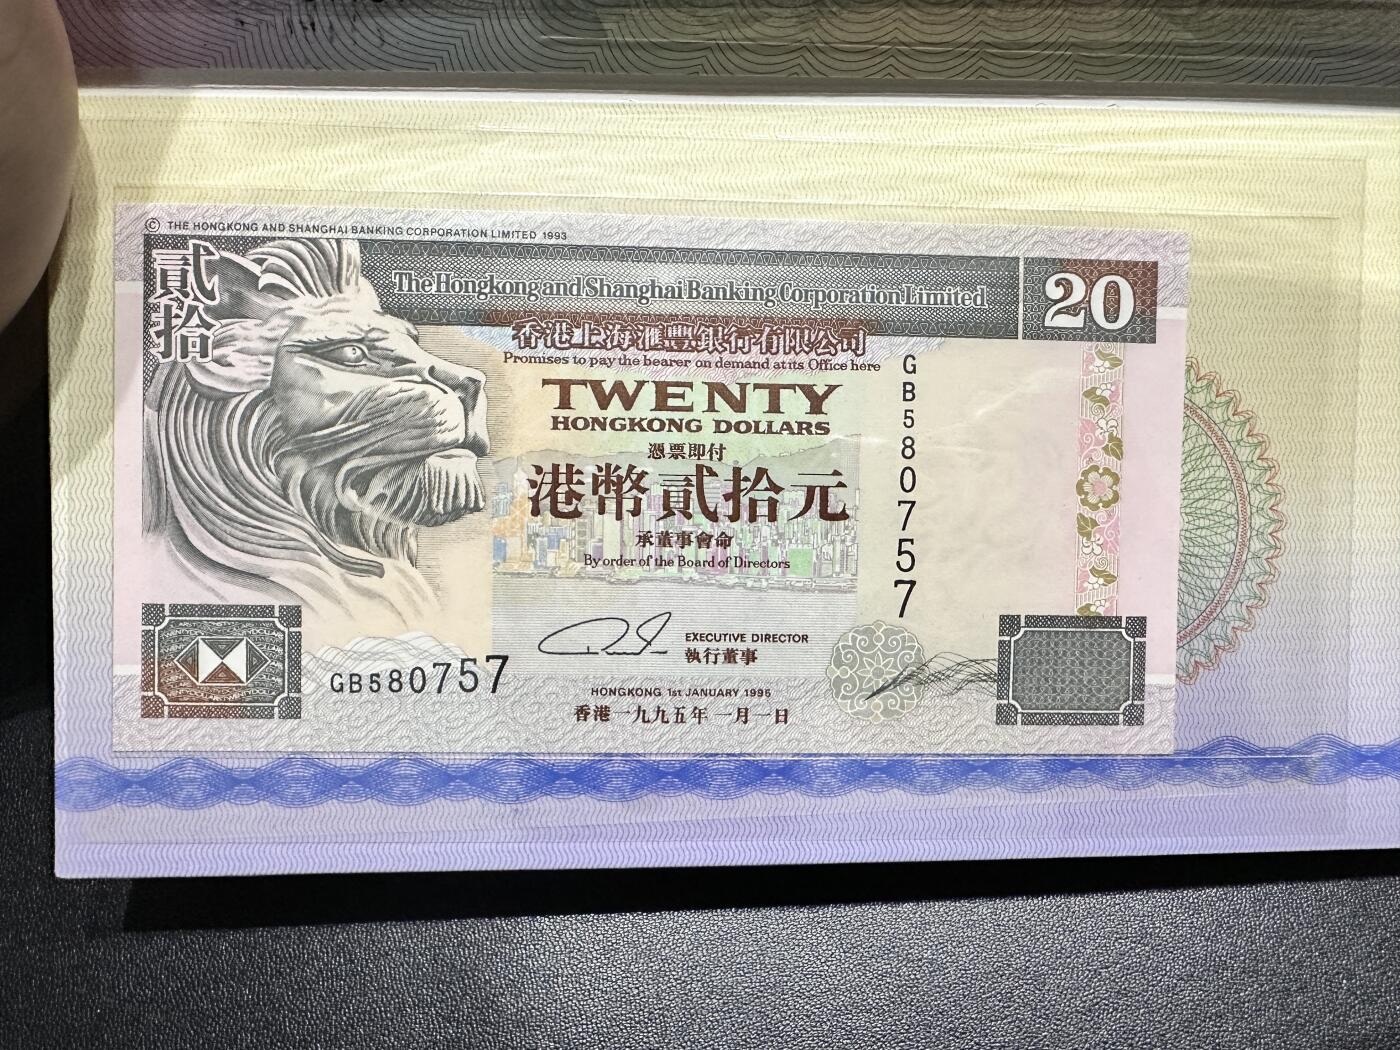 © THE HONGKONG AND SHANGHAI BANKING CORPORATION LIMITED 1993
貳拾
The Hongkong and Shanghai Banking Corporation Limited
20
香港上海滙豐銀行有限公司
Promises to pay the bearer on demand at its Office here
TWENTY
HONGKONG DOLLARS
憑票即付
港幣貳拾元
承董事會命
By order of the Board of Directors
GB580757
EXECUTIVE DIRECTOR
執行董事
GB580757
HONGKONG 1st JANUARY 1995
香港一九九五年一月一日